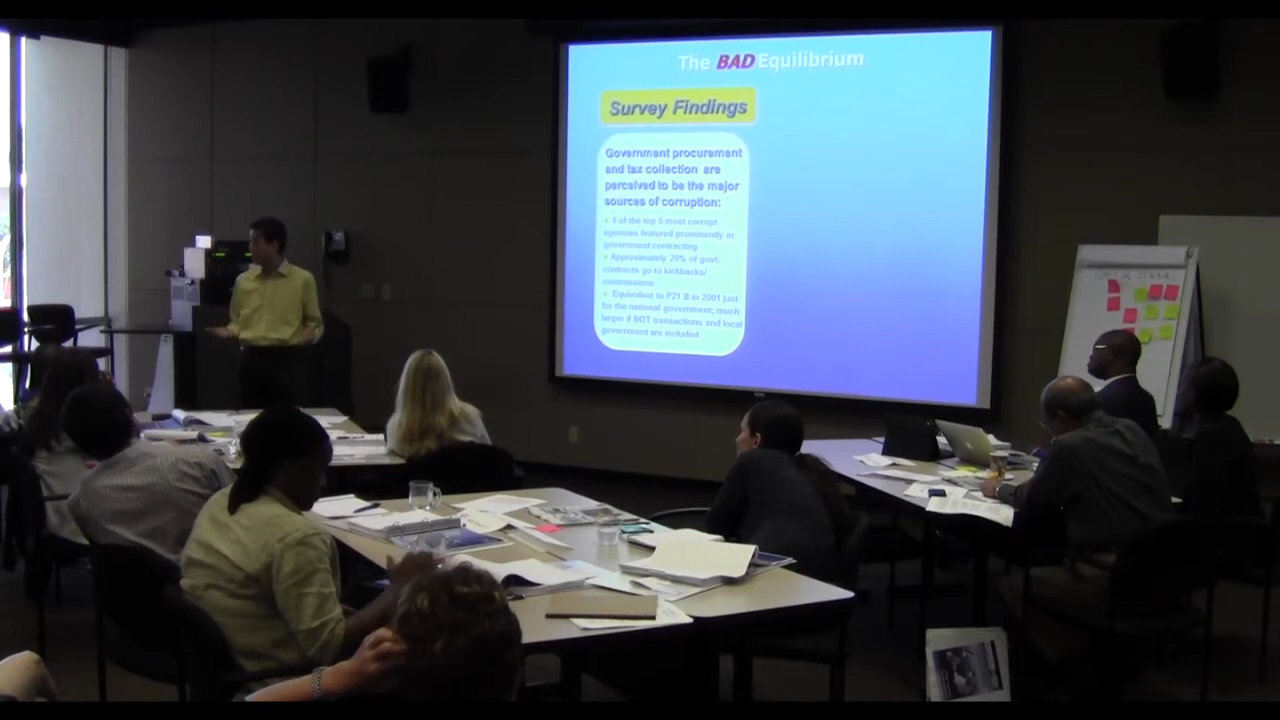 The BAD Equilibrium
Survey Findings
Government procurement
and tax collection are
perceived to be the major
sources of corruption:
• 4 of the top 5 most corrupt
agencies featured prominently in
government contracting
• Approximately 20% of govt.
contracts go to kickbacks/
commissions
• Equivalent to P21 B in 2001 just
for the national government; much
larger if BOT transactions and local
government are included